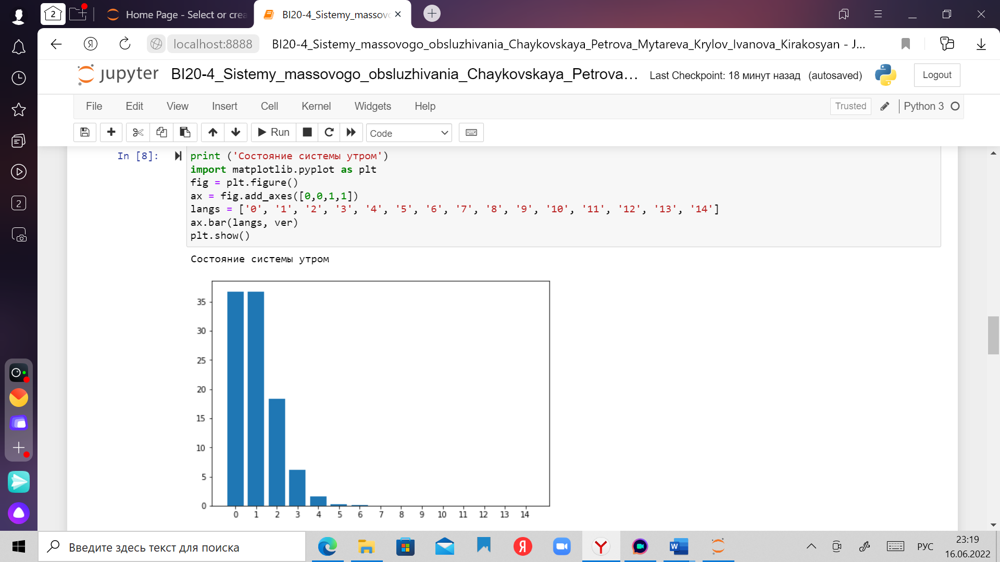 2
Home Page - Select or crea
BI20-4_Sistemy_massovo
localhost:8888
BI20-4_Sistemy_massovogo_obsluzhivania_Chaykovskaya_Petrova_Mytareva_Krylov_Ivanova_Kirakosyan - J...
jupyter
BI20-4_Sistemy_massovogo_obsluzhivania_Chaykovskaya_Petrova...
Last Checkpoint: 18 минут назад (autosaved)
Logout
File Edit View Insert Cell Kernel Widgets Help
Trusted
Python 3
Run
Code
2
In [8]:
print ('Состояние системы утром')
import matplotlib.pyplot as plt
fig = plt.figure()
ax = fig.add_axes([0,0,1,1])
langs = ['0', '1', '2', '3', '4', '5', '6', '7', '8', '9', '10', '11', '12', '13', '14']
ax.bar(langs, ver)
plt.show()
Состояние системы утром
35
30
25
20
15
10
5
0
0 1 2 3 4 5 6 7 8 9 10 11 12 13 14
Введите здесь текст для поиска
РУС
23:19
16.06.2022